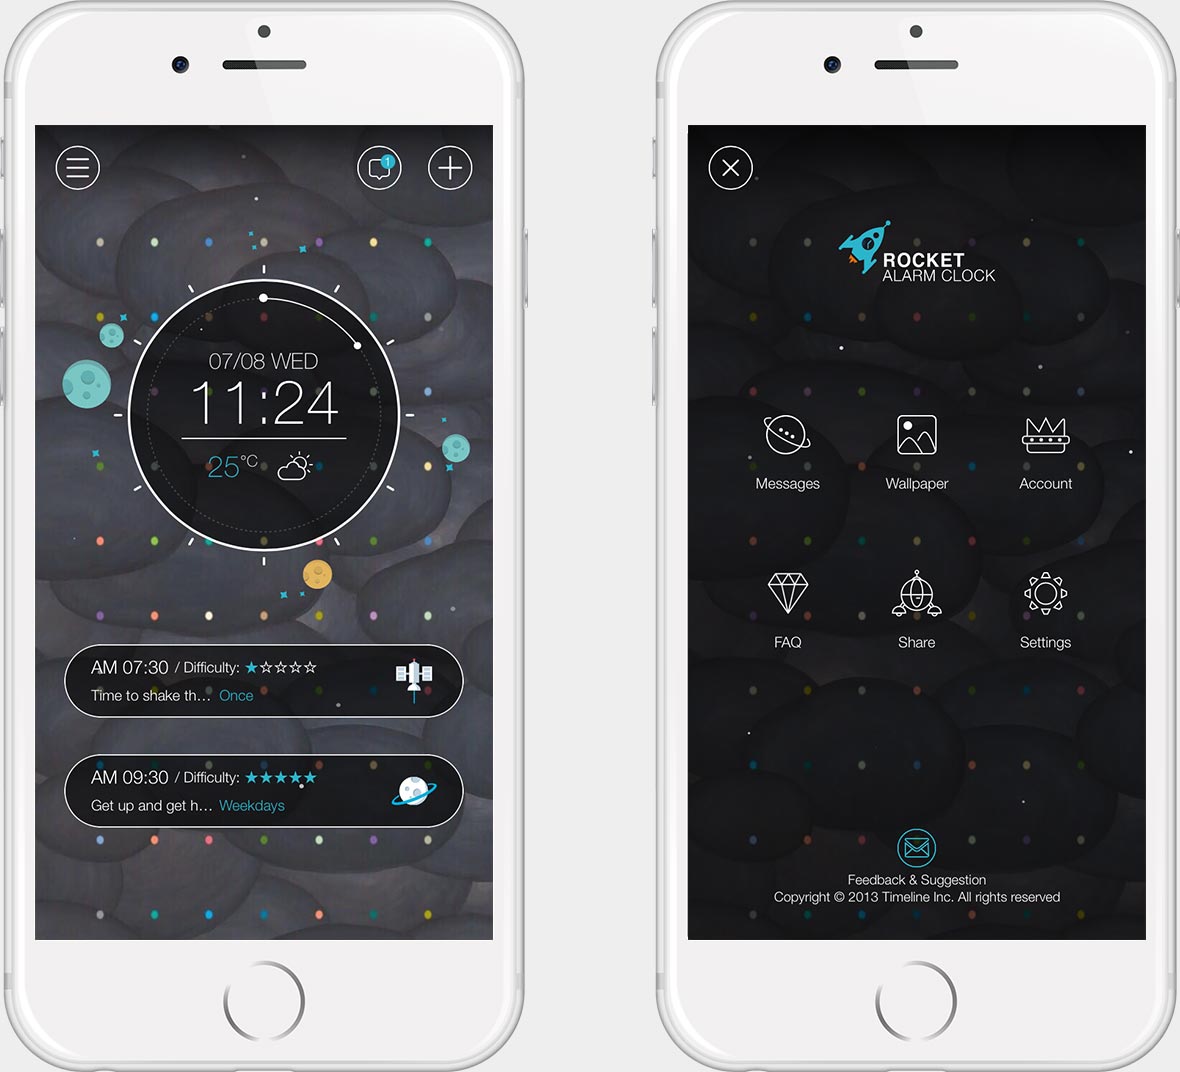 1
07/08 WED
11:24
25°C
AM 07:30 / Difficulty: ★☆☆☆☆
Time to shake th... Once
AM 09:30 / Difficulty: ★★★★★
Get up and get h... Weekdays
ROCKET
ALARM CLOCK
Messages Wallpaper Account
FAQ Share Settings
Feedback & Suggestion
Copyright © 2013 Timeline Inc. All rights reserved